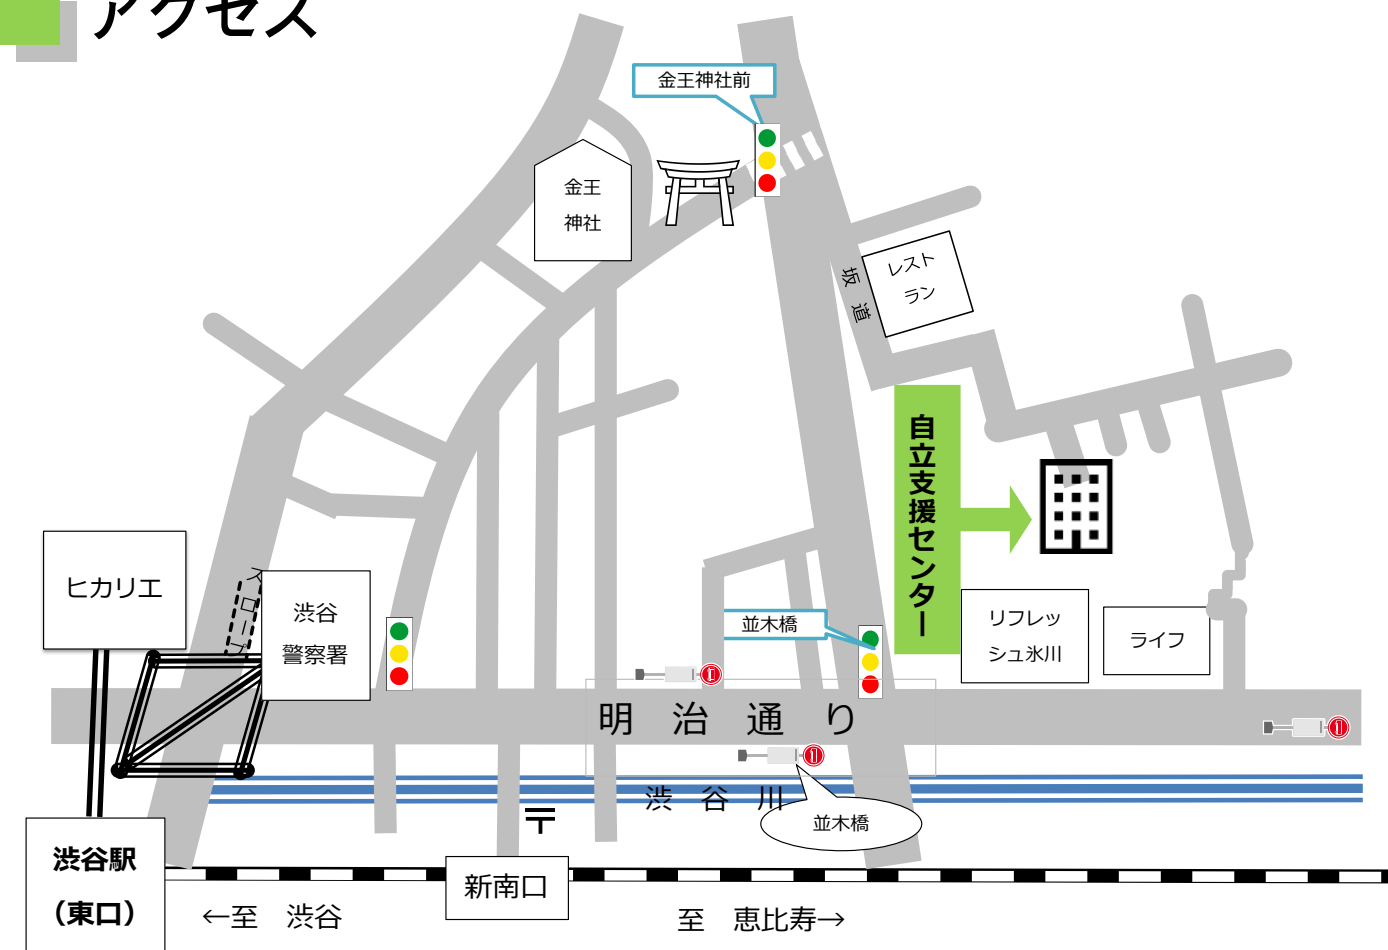 アクセス
金王神社前
金王
神社
レスト
ラン
坂道
自立支援センター
ヒカリエ
スロープ
渋谷
警察署
並木橋
リフレッ
シュ氷川
ライフ
明治通り
渋谷川
〒
並木橋
渋谷駅
（東口）
新南口
←至 渋谷
至 恵比寿→